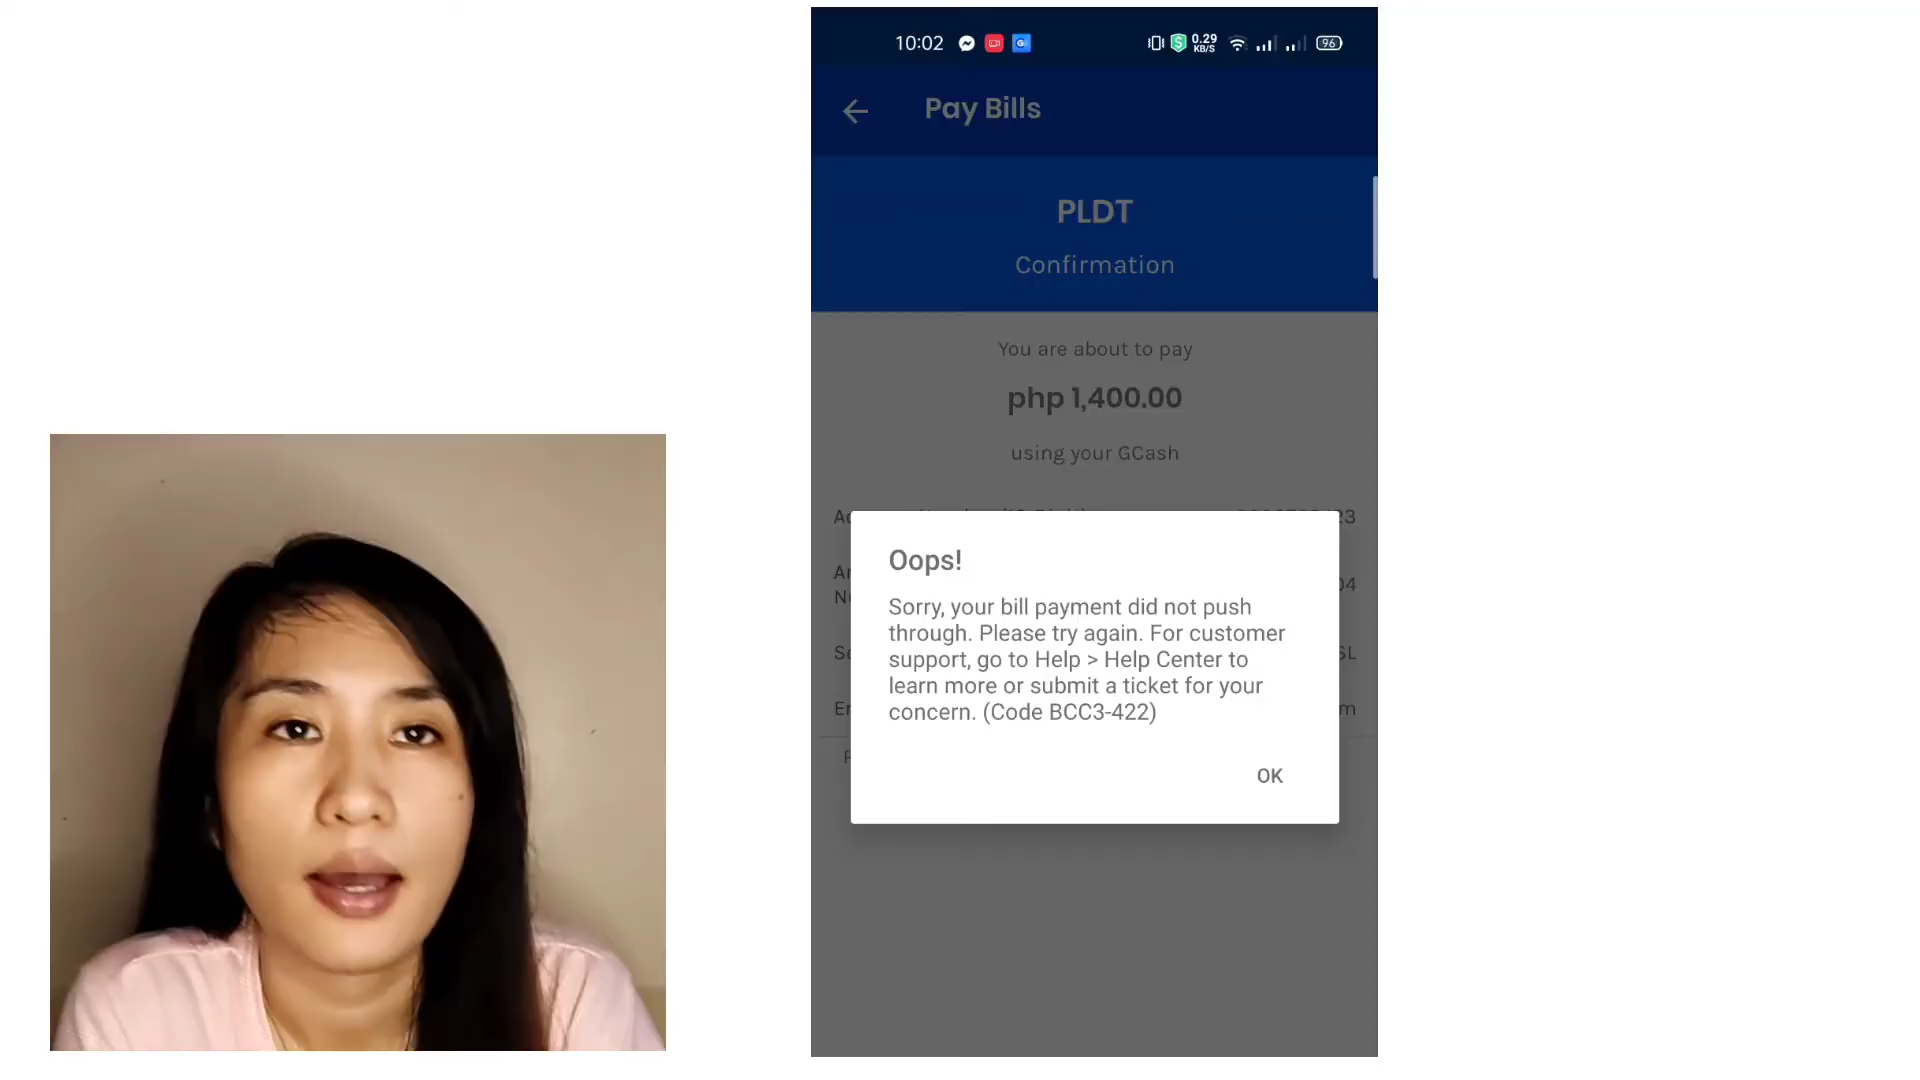 10:02 0.29 KB/S 96
Pay Bills
PLDT
Confirmation
You are about to pay
php 1,400.00
using your GCash
Oops!
Sorry, your bill payment did not push
through. Please try again. For customer
support, go to Help > Help Center to
learn more or submit a ticket for your
concern. (Code BCC3-422)
OK